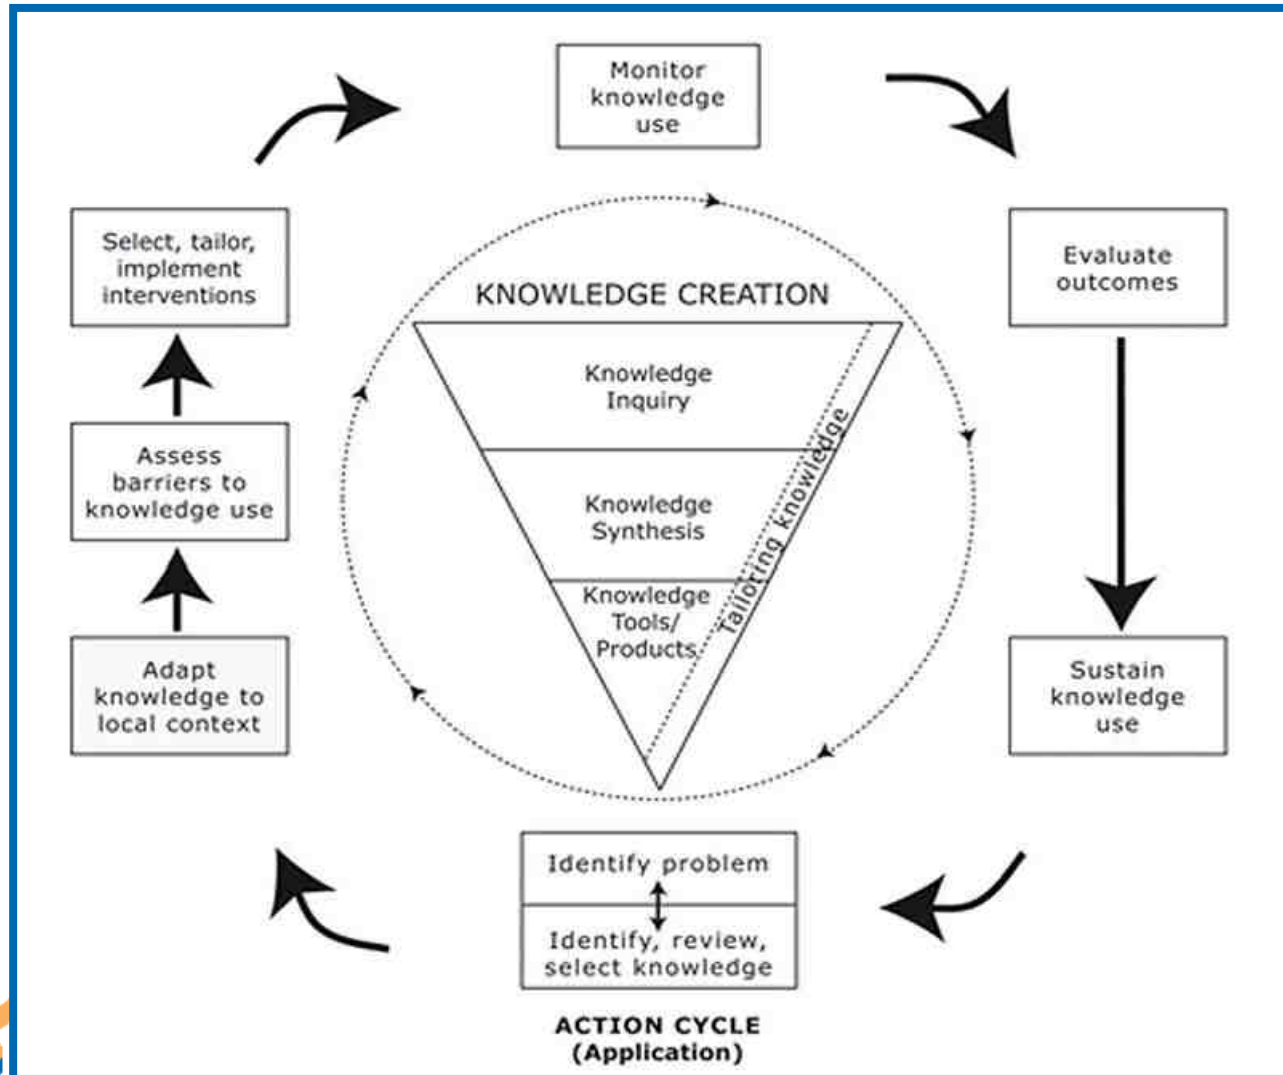 Monitor
knowledge
use
Select, tailor,
implement
interventions
Evaluate
outcomes
KNOWLEDGE CREATION
Knowledge
Inquiry
Assess
barriers to
knowledge use
Knowledge
Synthesis
Tailoring knowledge
Knowledge
Tools/
Products
Adapt
knowledge to
local context
Sustain
knowledge
use
Identify problem
Identify, review,
select knowledge
ACTION CYCLE
(Application)